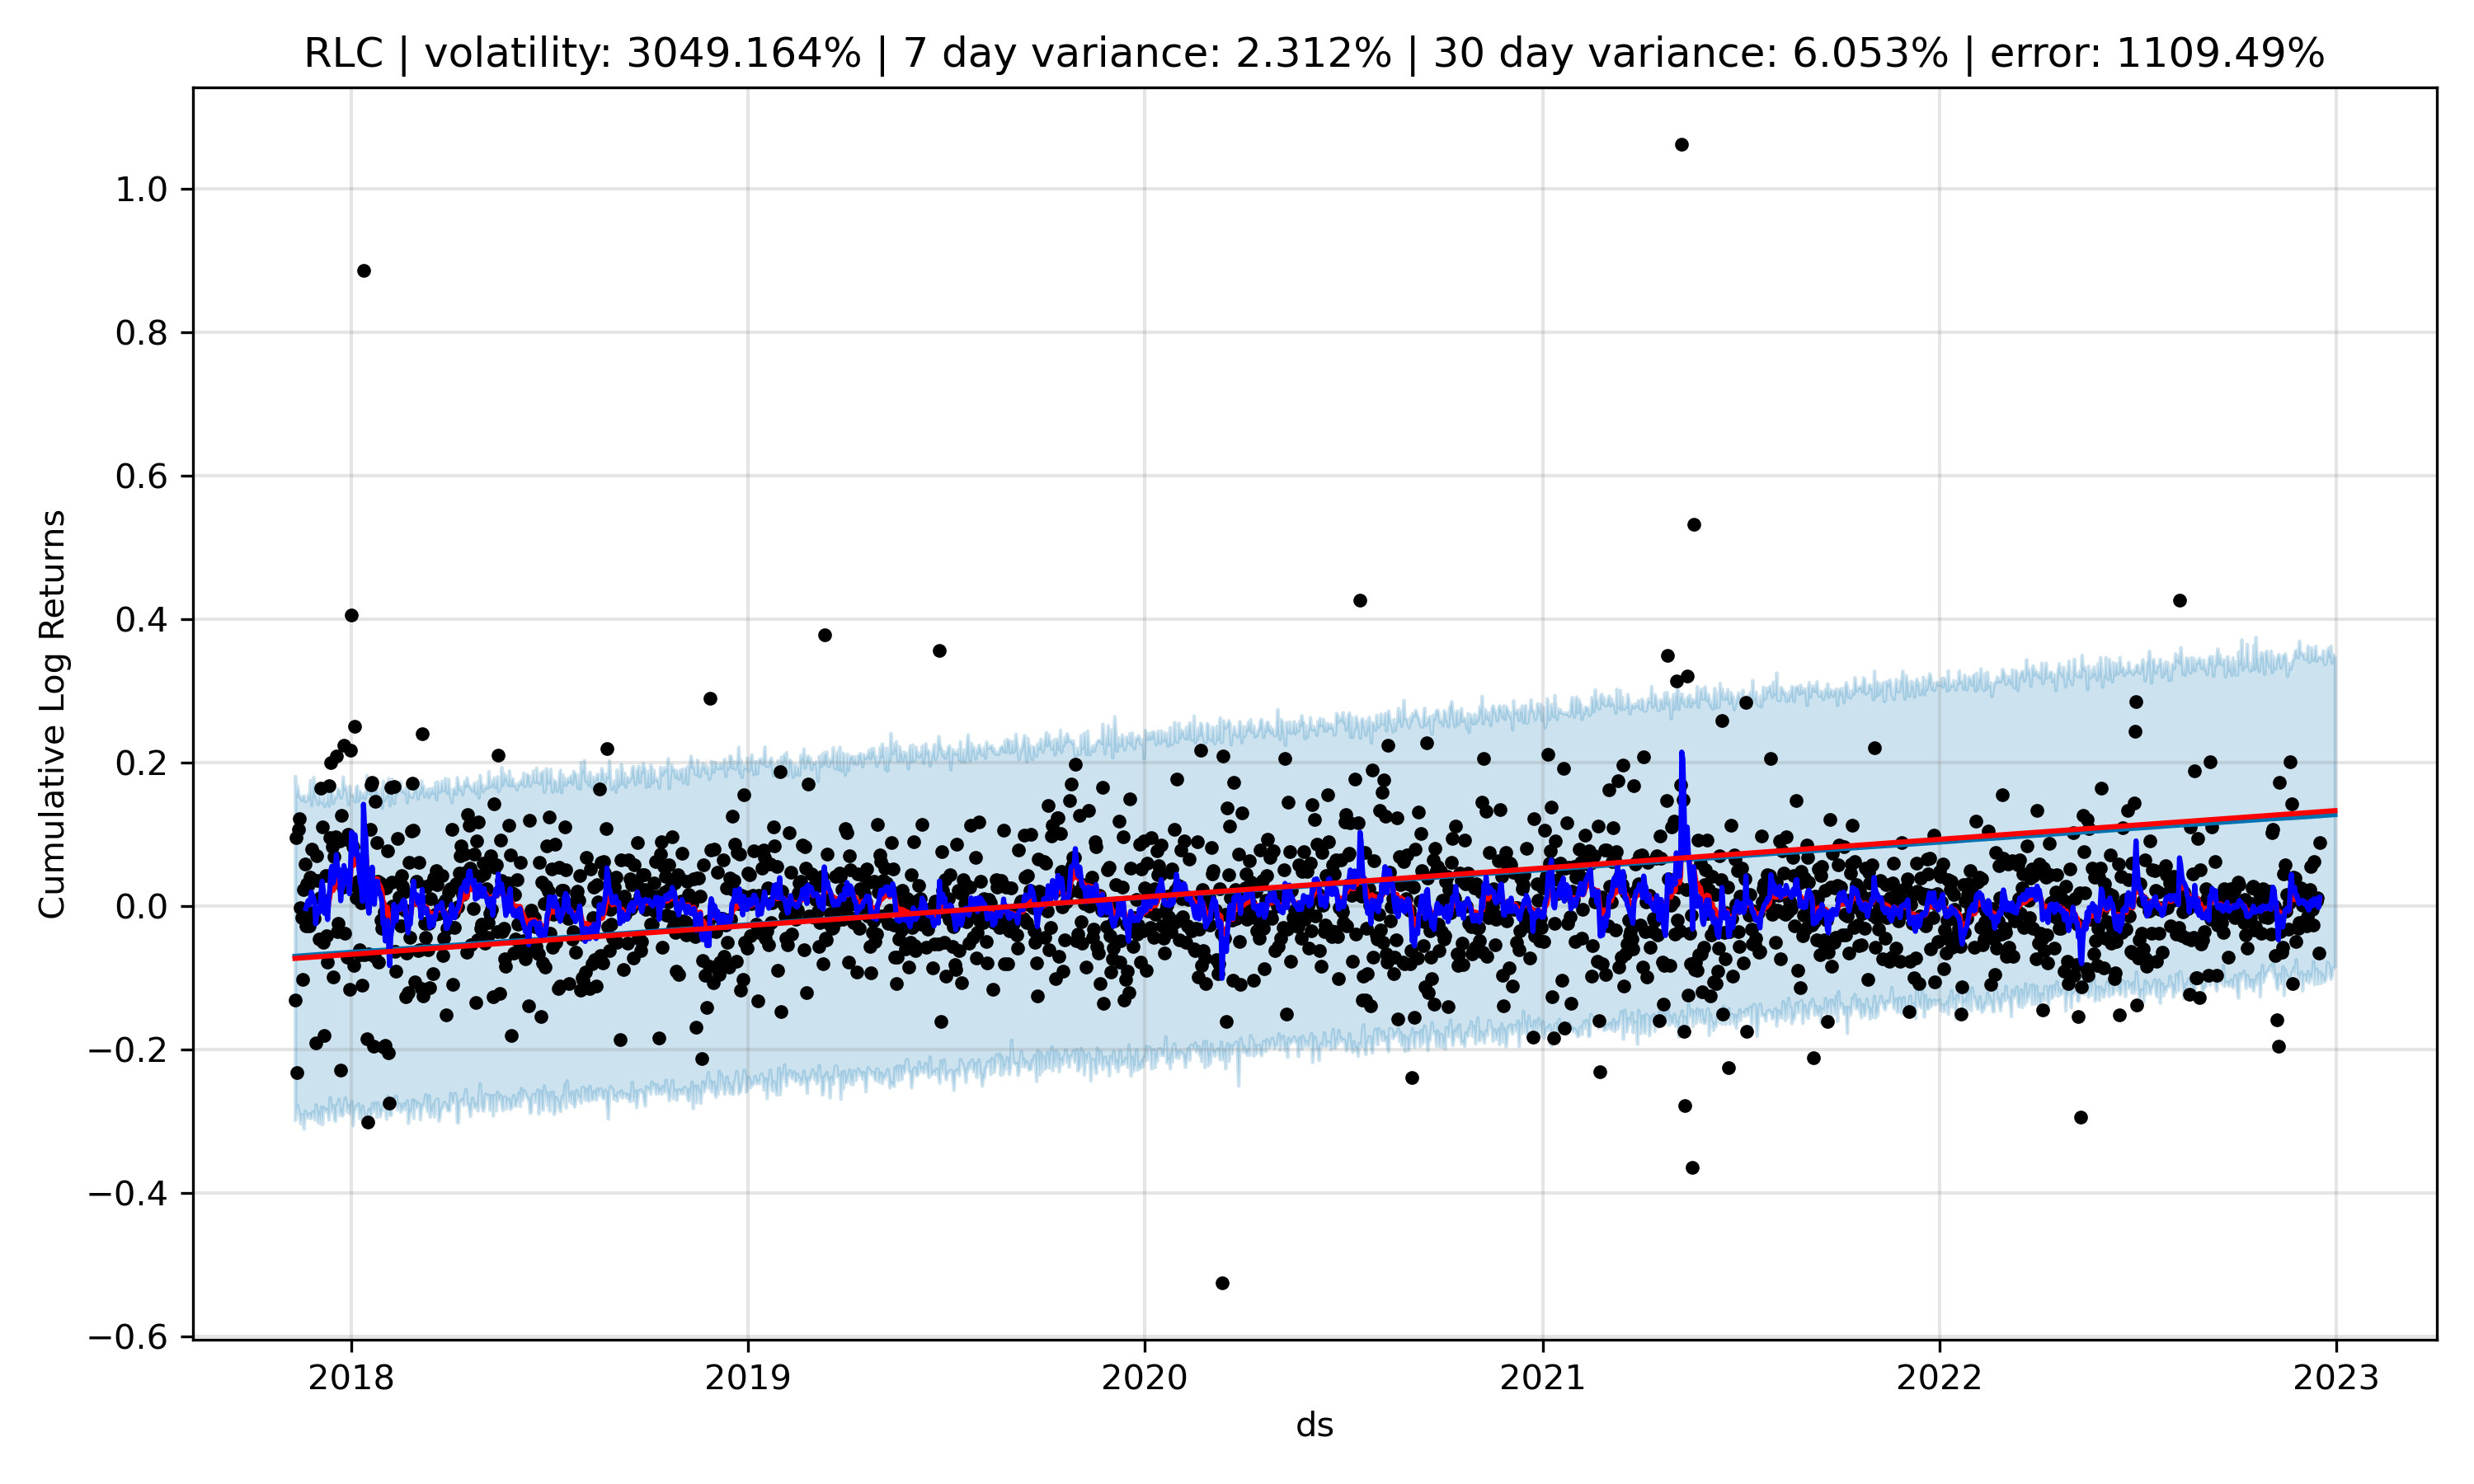 RLC | volatility: 3049.164% | 7 day variance: 2.312% | 30 day variance: 6.053% | error: 1109.49%
Cumulative Log Returns
1.0
0.8
0.6
0.4
0.2
0.0
−0.2
−0.4
−0.6
2018 2019 2020 2021 2022 2023
ds